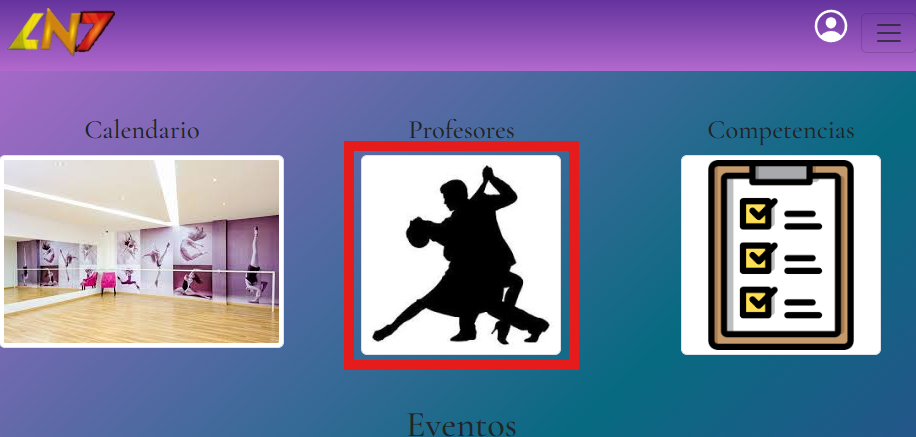 LN7
Calendario
Profesores
Competencias
Eventos